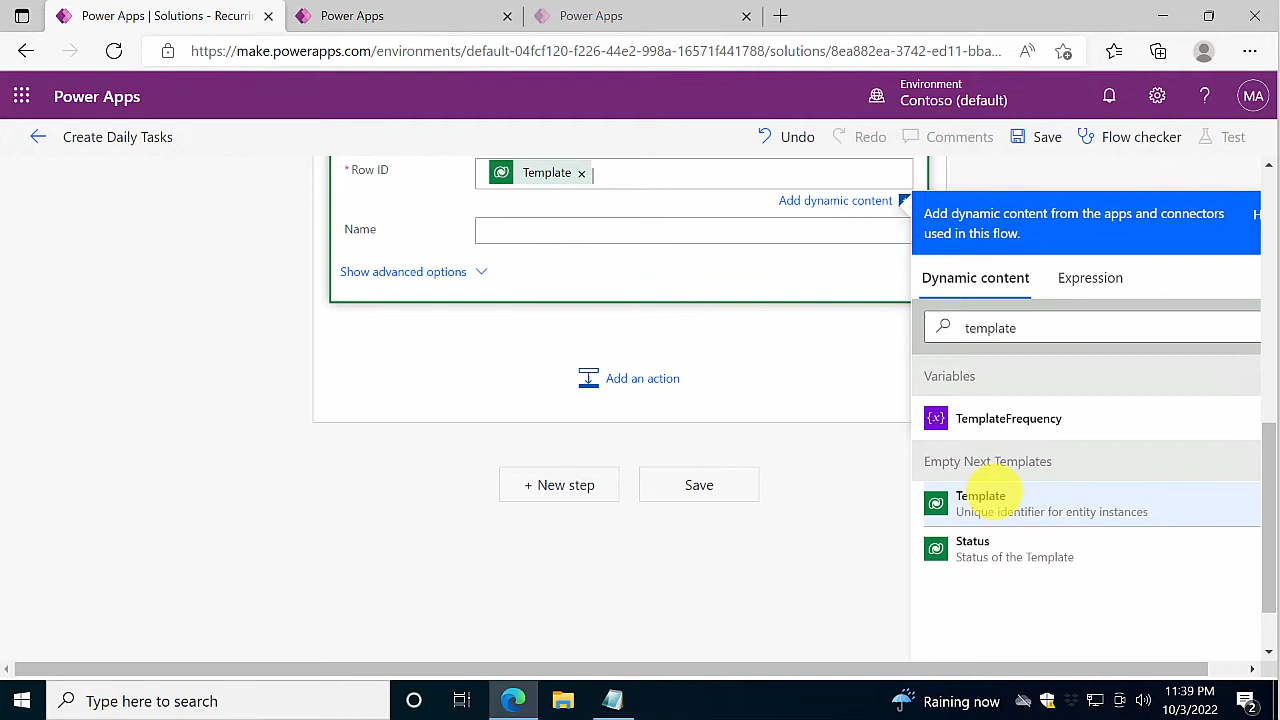 Power Apps | Solutions - Recurrin
Power Apps
Power Apps
https://make.powerapps.com/environments/default-04fcf120-f226-44e2-998a-16571f441788/solutions/8ea882ea-3742-ed11-bba...
Power Apps
Environment
Contoso (default)
MA
Create Daily Tasks
Undo
Redo
Comments
Save
Flow checker
Test
* Row ID
Template ×
Add dynamic content
Name
Show advanced options
Add an action
+ New step
Save
Add dynamic content from the apps and connectors
used in this flow.
H
Dynamic content
Expression
template
Variables
{x}
TemplateFrequency
Empty Next Templates
Template
Unique identifier for entity instances
Status
Status of the Template
Type here to search
Raining now
11:39 PM
10/3/2022
2